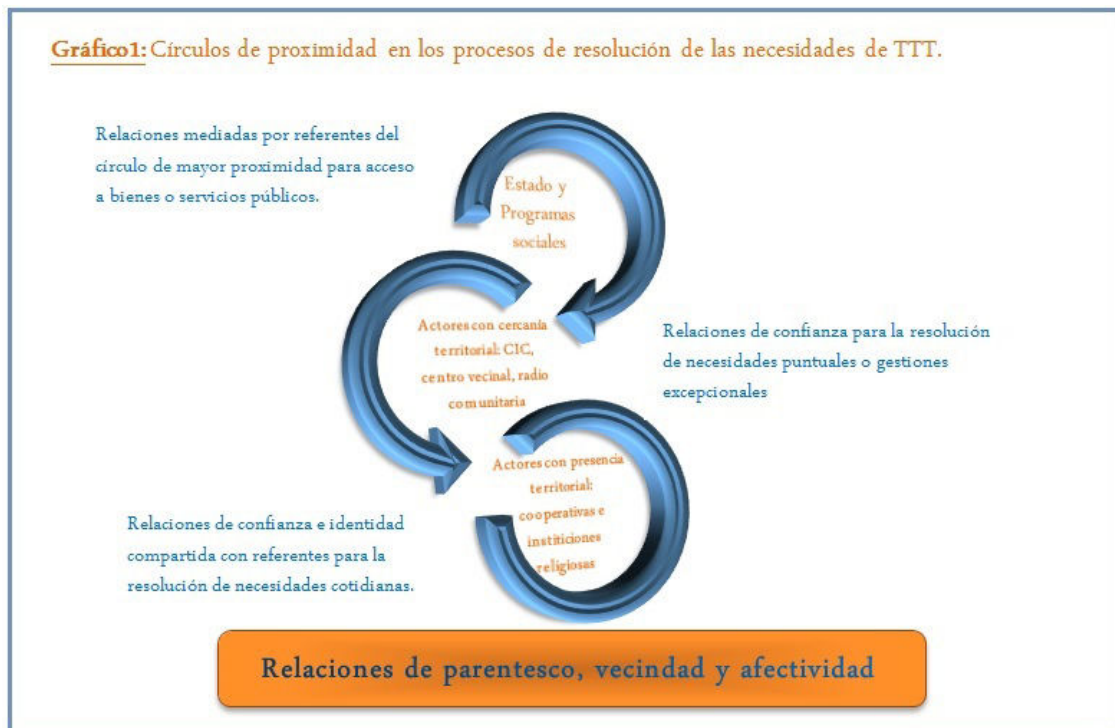 Gráfico1: Círculos de proximidad en los procesos de resolución de las necesidades de TTT.
Relaciones mediadas por referentes del
círculo de mayor proximidad para acceso
a bienes o servicios públicos.
Estado y
Programas
sociales
Actores con cercanía
territorial: CIC,
centro vecinal, radio
comunitaria
Relaciones de confianza para la resolución
de necesidades puntuales o gestiones
excepcionales
Actores con presencia
territorial:
cooperativas e
institiciones
religiosas
Relaciones de confianza e identidad
compartida con referentes para la
resolución de necesidades cotidianas.
Relaciones de parentesco, vecindad y afectividad